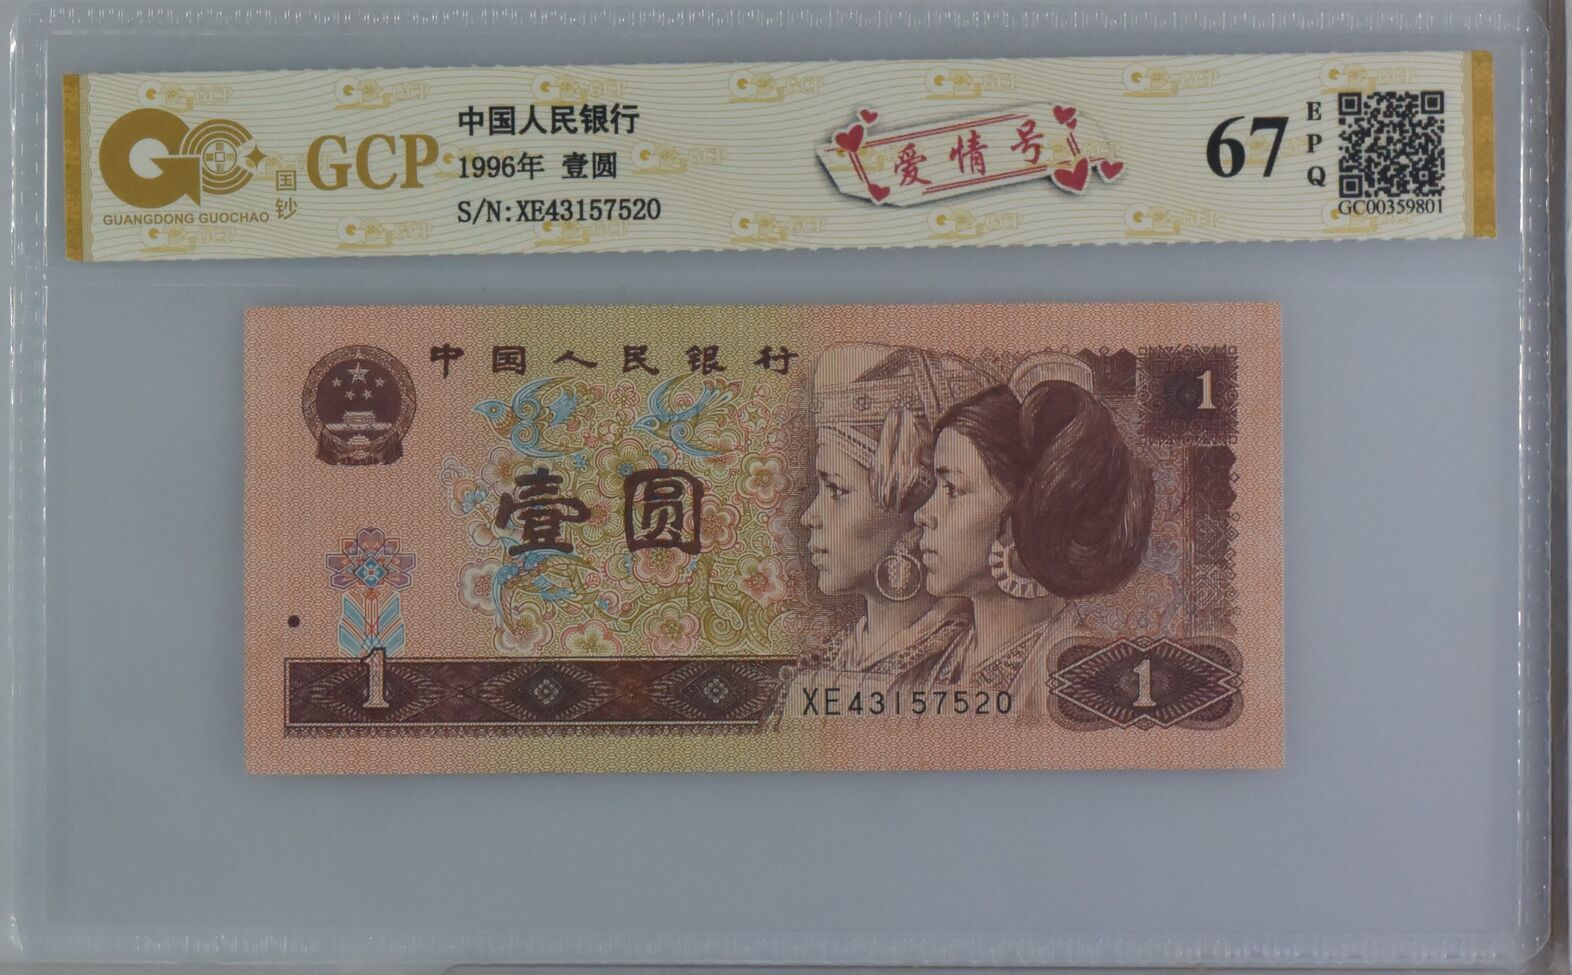 GCP
国钞
GUANGDONG GUOCHAO
中国人民银行
1996年 壹圆
S/N:XE43157520
爱情号
67
EPQ
GC00359801
中国人民银行
1
壹圆
1
XE43157520
1